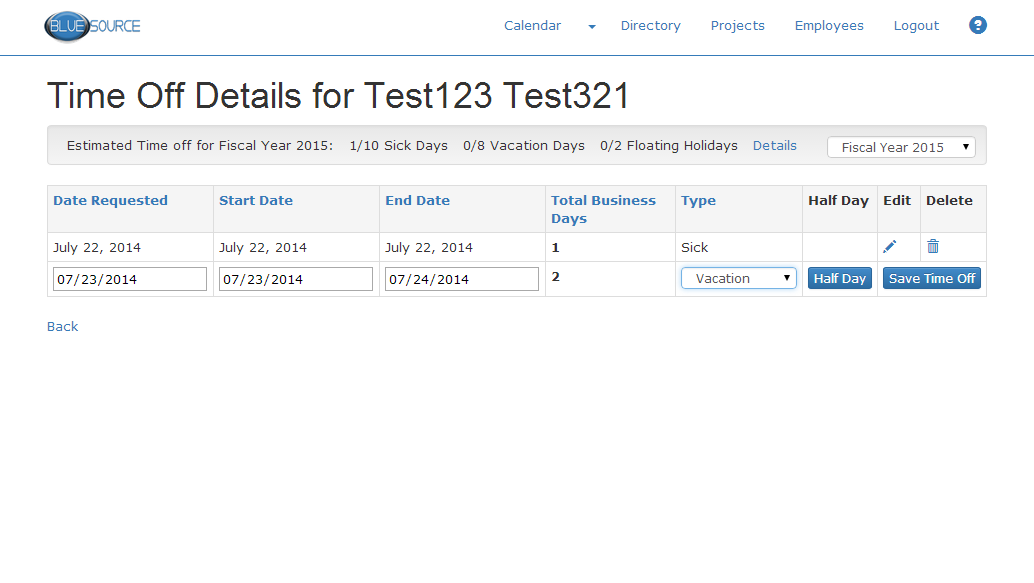 BLUESOURCE Calendar Directory Projects Employees Logout ?
Time Off Details for Test123 Test321
Estimated Time off for Fiscal Year 2015: 1/10 Sick Days 0/8 Vacation Days 0/2 Floating Holidays Details Fiscal Year 2015
Date Requested Start Date End Date Total Business Days Type Half Day Edit Delete
July 22, 2014 July 22, 2014 July 22, 2014 1 Sick
07/23/2014 07/23/2014 07/24/2014 2 Vacation Half Day Save Time Off
Back